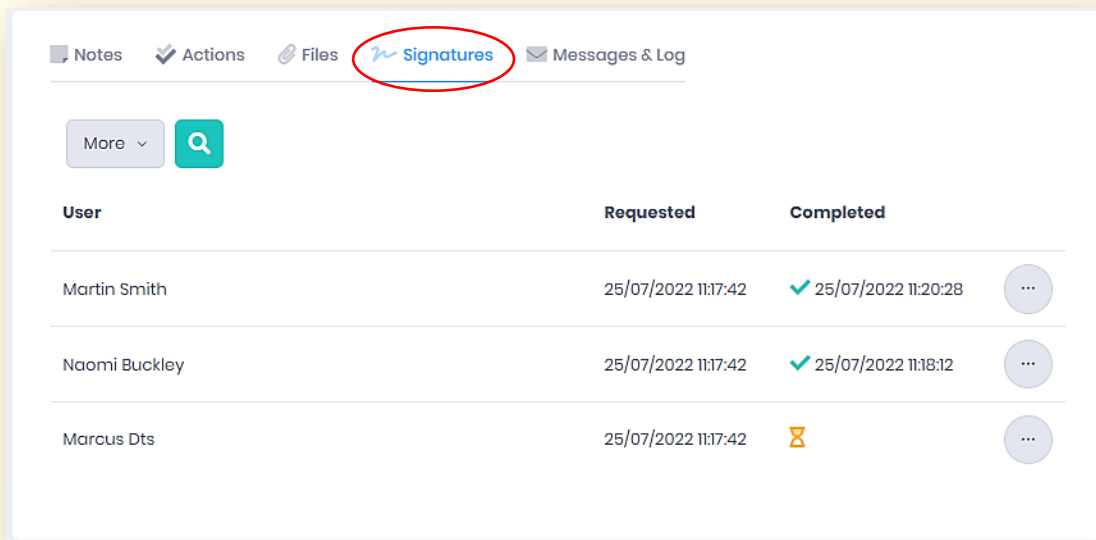 Notes Actions Files Signatures Messages & Log
More
User Requested Completed
Martin Smith 25/07/2022 11:17:42 25/07/2022 11:20:28
Naomi Buckley 25/07/2022 11:17:42 25/07/2022 11:18:12
Marcus Dts 25/07/2022 11:17:42